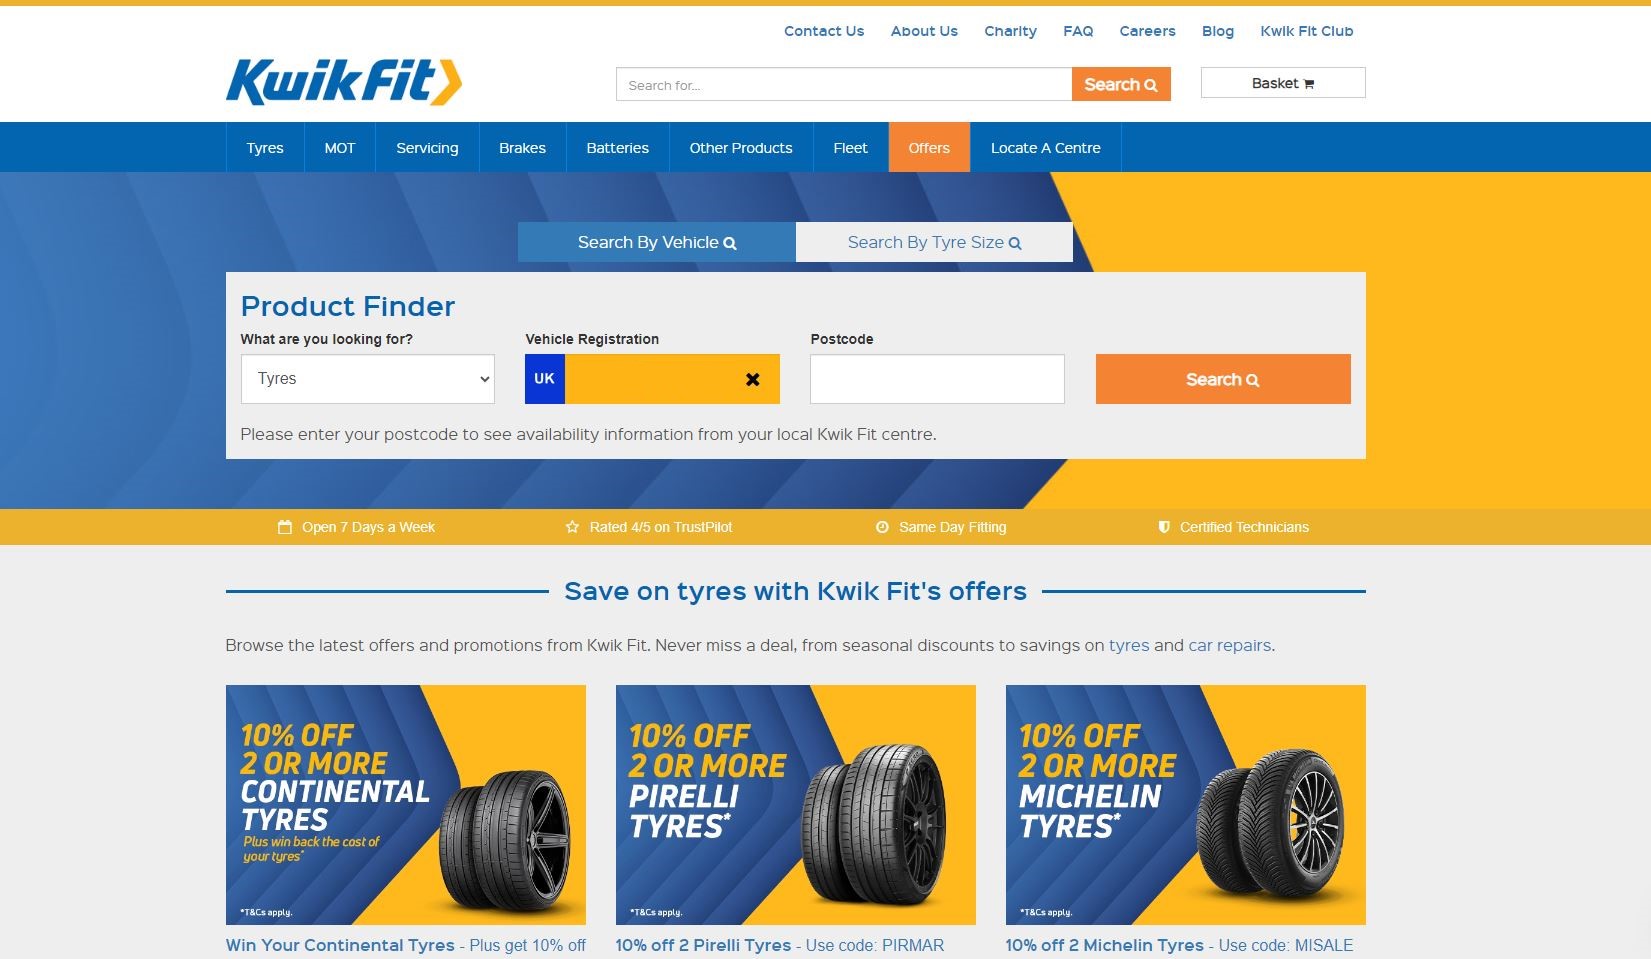 Contact Us About Us Charity FAQ Careers Blog Kwik Fit Club
Kwik Fit
Search for... Search Basket
Tyres MOT Servicing Brakes Batteries Other Products Fleet Offers Locate A Centre
Search By Vehicle Search By Tyre Size
Product Finder
What are you looking for? Vehicle Registration Postcode
Tyres UK Search
Please enter your postcode to see availability information from your local Kwik Fit centre.
Open 7 Days a Week Rated 4/5 on TrustPilot Same Day Fitting Certified Technicians
Save on tyres with Kwik Fit's offers
Browse the latest offers and promotions from Kwik Fit. Never miss a deal, from seasonal discounts to savings on tyres and car repairs.
10% OFF
2 OR MORE
CONTINENTAL
TYRES
Plus win back the cost of
your tyres*
*T&Cs apply.
10% OFF
2 OR MORE
PIRELLI
TYRES*
*T&Cs apply.
10% OFF
2 OR MORE
MICHELIN
TYRES*
*T&Cs apply.
Win Your Continental Tyres - Plus get 10% off
10% off 2 Pirelli Tyres - Use code: PIRMAR
10% off 2 Michelin Tyres - Use code: MISALE